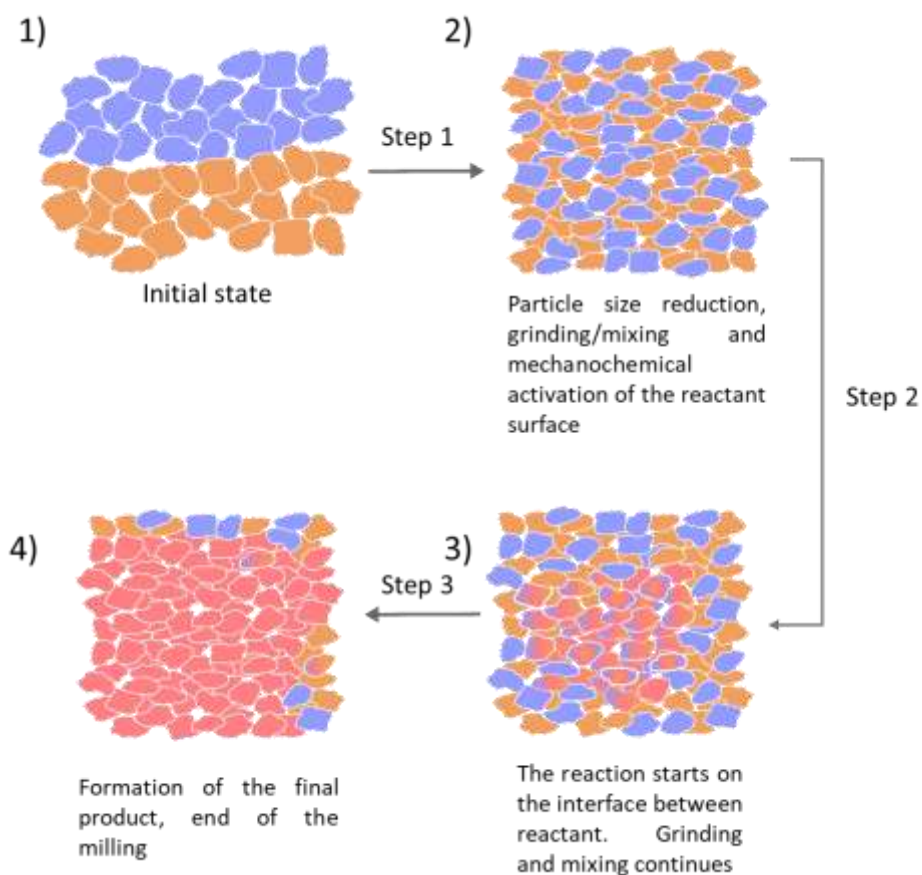 1)
Initial state
Step 1
2)
Particle size reduction,
grinding/mixing and
mechanochemical
activation of the reactant
surface
Step 2
3)
The reaction starts on
the interface between
reactant. Grinding
and mixing continues
Step 3
4)
Formation of the final
product, end of the
milling